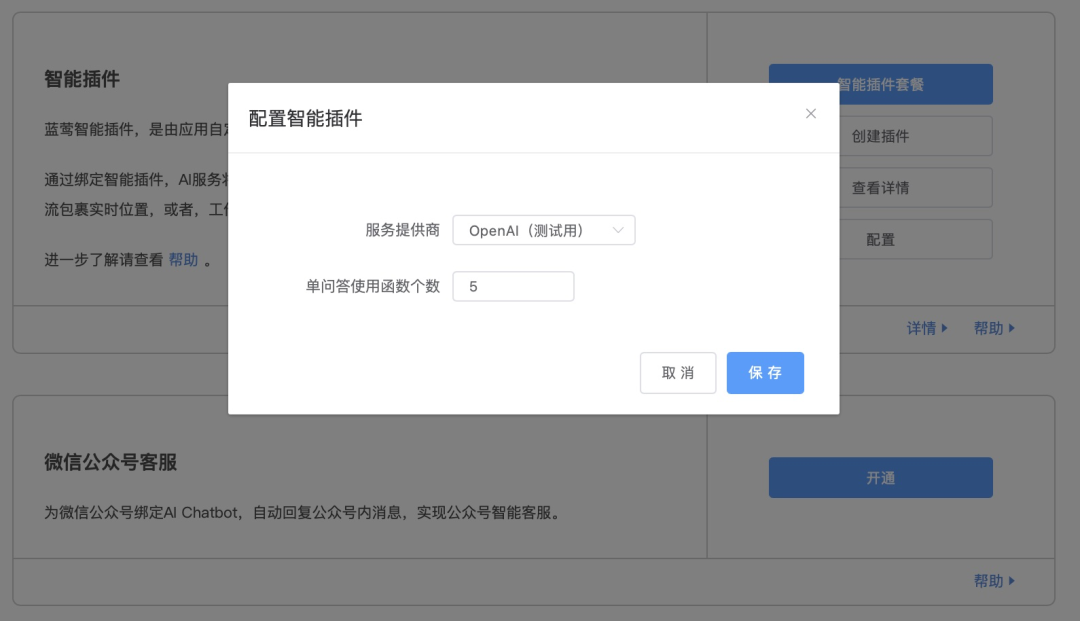 智能插件
蓝莺智能插件，是由应用自
通过绑定智能插件，AI服务
流包裹实时位置，或者，工
进一步了解请查看 帮助 。
智能插件套餐
创建插件
查看详情
配置
详情
帮助
配置智能插件
服务提供商
OpenAI（测试用）
单问答使用函数个数
5
取 消
保 存
微信公众号客服
为微信公众号绑定AI Chatbot，自动回复公众号内消息，实现公众号智能客服。
开通
帮助